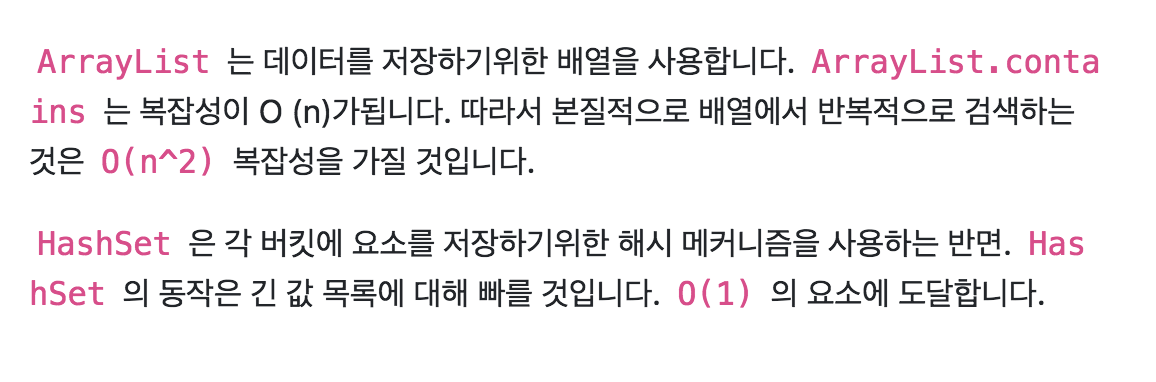 ArrayList 는 데이터를 저장하기위한 배열을 사용합니다. ArrayList.conta
ins 는 복잡성이 O (n)가됩니다. 따라서 본질적으로 배열에서 반복적으로 검색하는
것은 O(n^2) 복잡성을 가질 것입니다.
HashSet 은 각 버킷에 요소를 저장하기위한 해시 메커니즘을 사용하는 반면. Has
hSet 의 동작은 긴 값 목록에 대해 빠를 것입니다. O(1) 의 요소에 도달합니다.